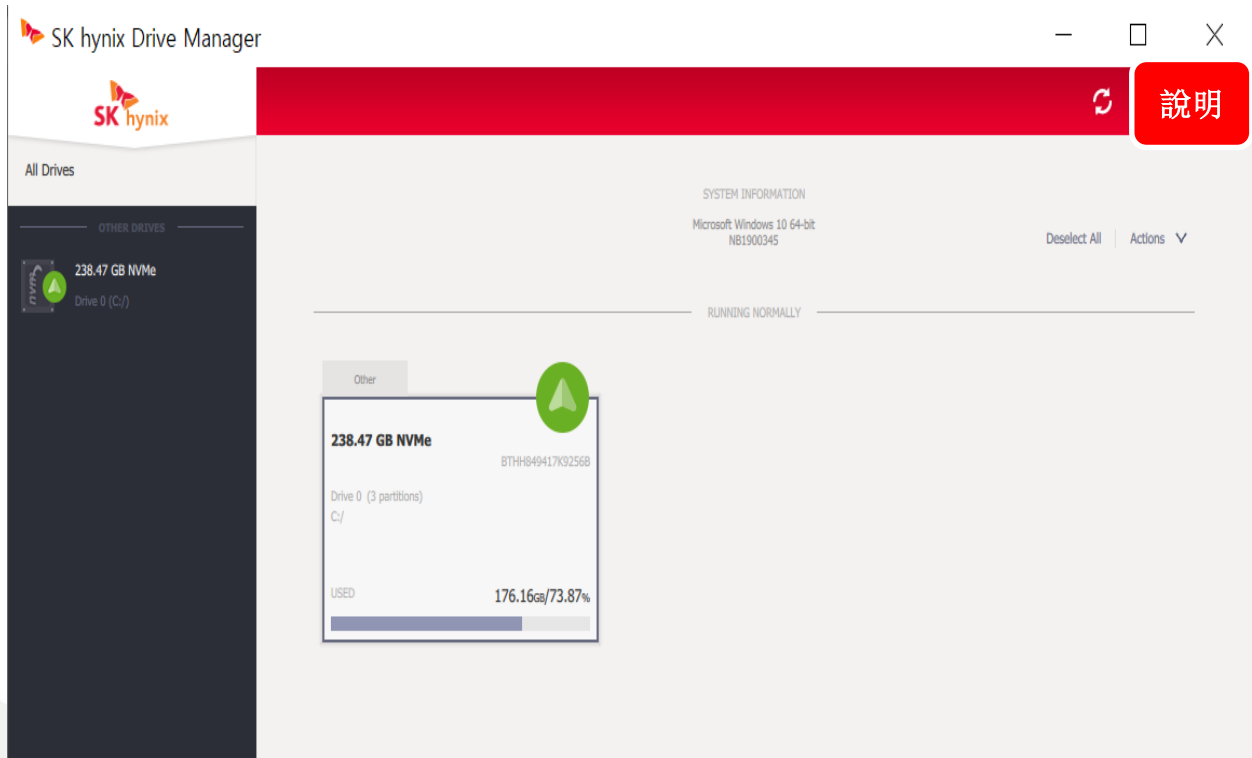 SK hynix Drive Manager
SK hynix
說明
All Drives
OTHER DRIVES
nvme
238.47 GB NVMe
Drive 0 (C:/)
SYSTEM INFORMATION
Microsoft Windows 10 64-bit
NB1900345
Deselect All
Actions
RUNNING NORMALLY
Other
238.47 GB NVMe
BTHH849417K9256B
Drive 0 (3 partitions)
C:/
USED
176.16GB/73.87%